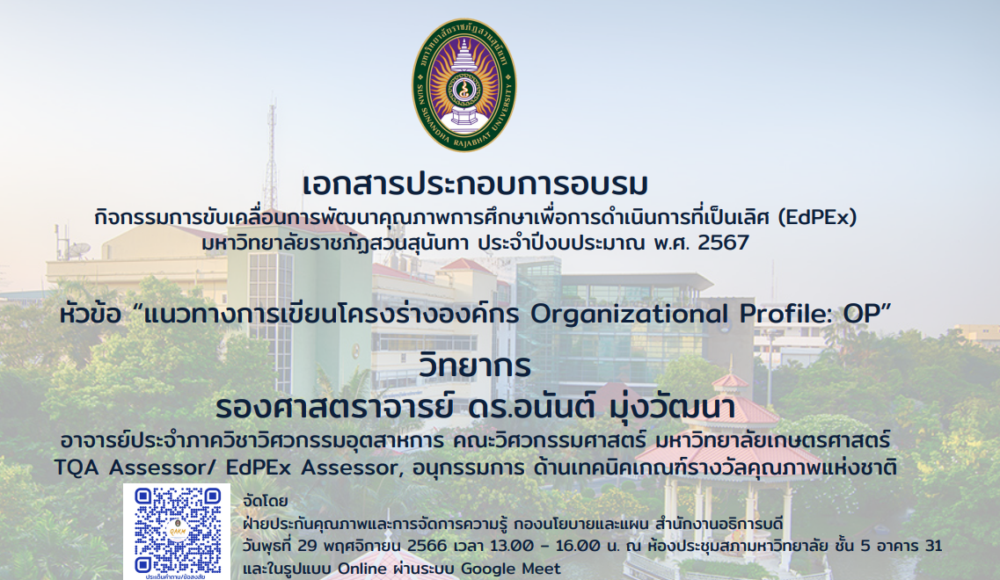 มหาวิทยาลัยราชภัฏสวนสุนันทา
SUAN SUNANDHA RAJABHAT UNIVERSITY
เอกสารประกอบการอบรม
กิจกรรมการขับเคลื่อนการพัฒนาคุณภาพการศึกษาเพื่อการดำเนินการที่เป็นเลิศ (EdPEx)
มหาวิทยาลัยราชภัฏสวนสุนันทา ประจำปีงบประมาณ พ.ศ. 2567
หัวข้อ “แนวทางการเขียนโครงร่างองค์กร Organizational Profile: OP”
วิทยากร
รองศาสตราจารย์ ดร.อนันต์ มุ่งวัฒนา
อาจารย์ประจำภาควิชาวิศวกรรมอุตสาหการ คณะวิศวกรรมศาสตร์ มหาวิทยาลัยเกษตรศาสตร์
TQA Assessor/ EdPEx Assessor, อนุกรรมการ ด้านเทคนิคเกณฑ์รางวัลคุณภาพแห่งชาติ
QAKM
ประเด็นคำถาม/ข้อสงสัย
จัดโดย
ฝ่ายประกันคุณภาพและการจัดการความรู้ กองนโยบายและแผน สำนักงานอธิการบดี
วันพุธที่ 29 พฤศจิกายน 2566 เวลา 13.00 – 16.00 น. ณ ห้องประชุมสภามหาวิทยาลัย ชั้น 5 อาคาร 31
และในรูปแบบ Online ผ่านระบบ Google Meet